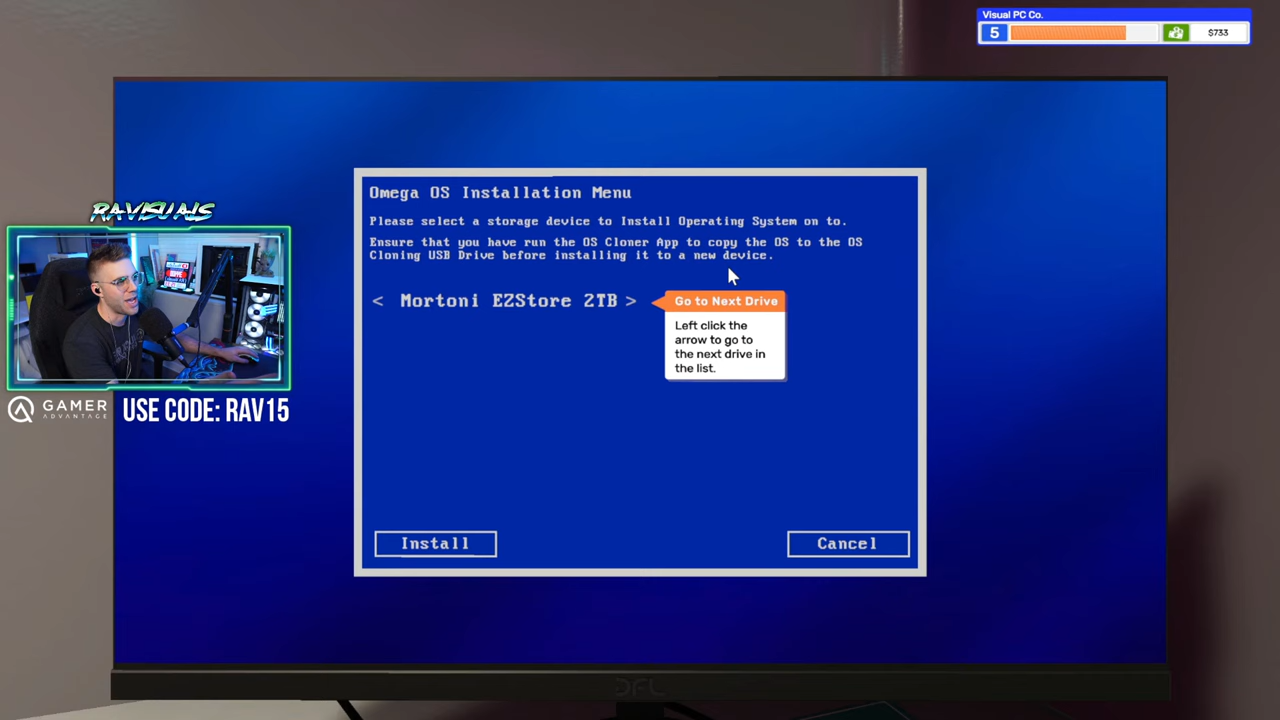 Visual PC Co.
5
$733
Omega OS Installation Menu
Please select a storage device to Install Operating System on to.
Ensure that you have run the OS Cloner App to copy the OS to the OS
Cloning USB Drive before installing it to a new device.
< Mortoni EZStore 2TB >
Go to Next Drive
Left click the
arrow to go to
the next drive in
the list.
Install
Cancel
RAVISUALS
GAMER
ADVANTAGE
USE CODE: RAV15
DFL